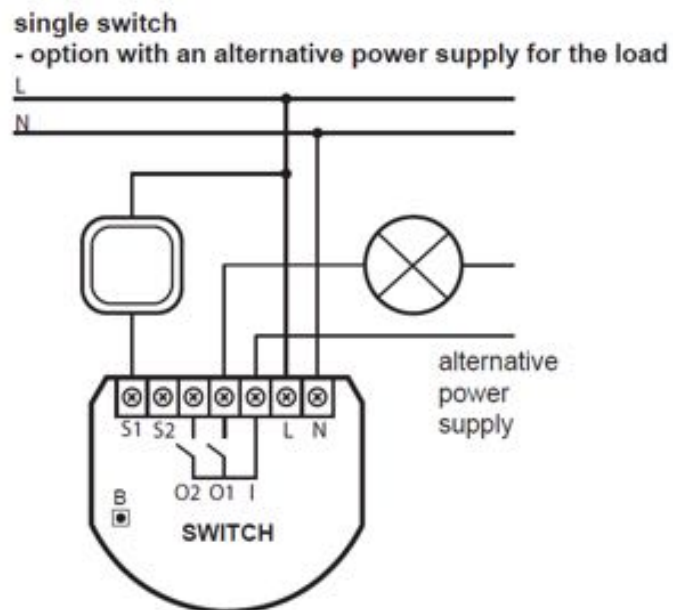 single switch
- option with an alternative power supply for the load
L
N
alternative
power
supply
S1 S2 L N
O2 O1 I
B
SWITCH